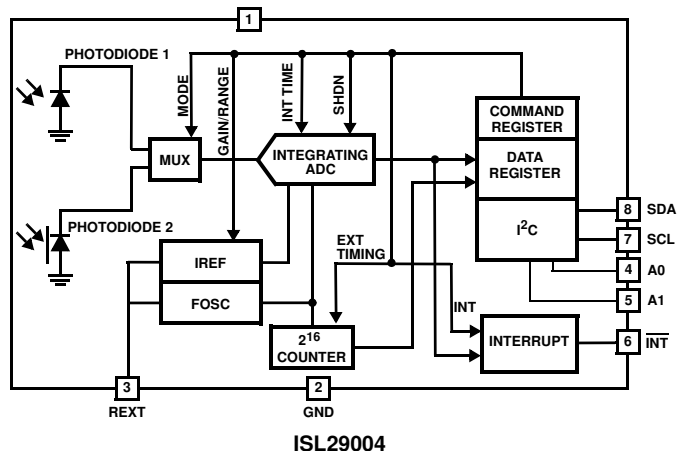 1
PHOTODIODE 1
MODE
GAIN/RANGE
INT TIME
SHDN
COMMAND
REGISTER
MUX
INTEGRATING
ADC
DATA
REGISTER
PHOTODIODE 2
I²C
8 SDA
7 SCL
4 A0
5 A1
EXT
TIMING
IREF
FOSC
INT
2¹⁶
COUNTER
INTERRUPT
6 I̅N̅T̅
3
REXT
2
GND
ISL29004